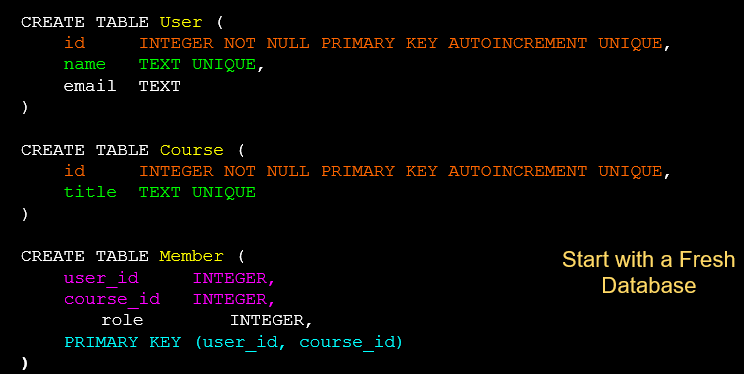 CREATE TABLE User (
id INTEGER NOT NULL PRIMARY KEY AUTOINCREMENT UNIQUE,
name TEXT UNIQUE,
email TEXT
)
CREATE TABLE Course (
id INTEGER NOT NULL PRIMARY KEY AUTOINCREMENT UNIQUE,
title TEXT UNIQUE
)
CREATE TABLE Member (
user_id INTEGER,
course_id INTEGER,
role INTEGER,
PRIMARY KEY (user_id, course_id)
)
Start with a Fresh
Database